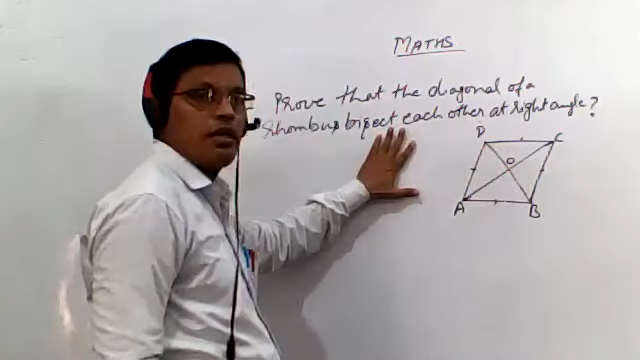 MATHS
Prove that the diagonal of a
rhombus bisect each other at right angle?
D C
O
A B